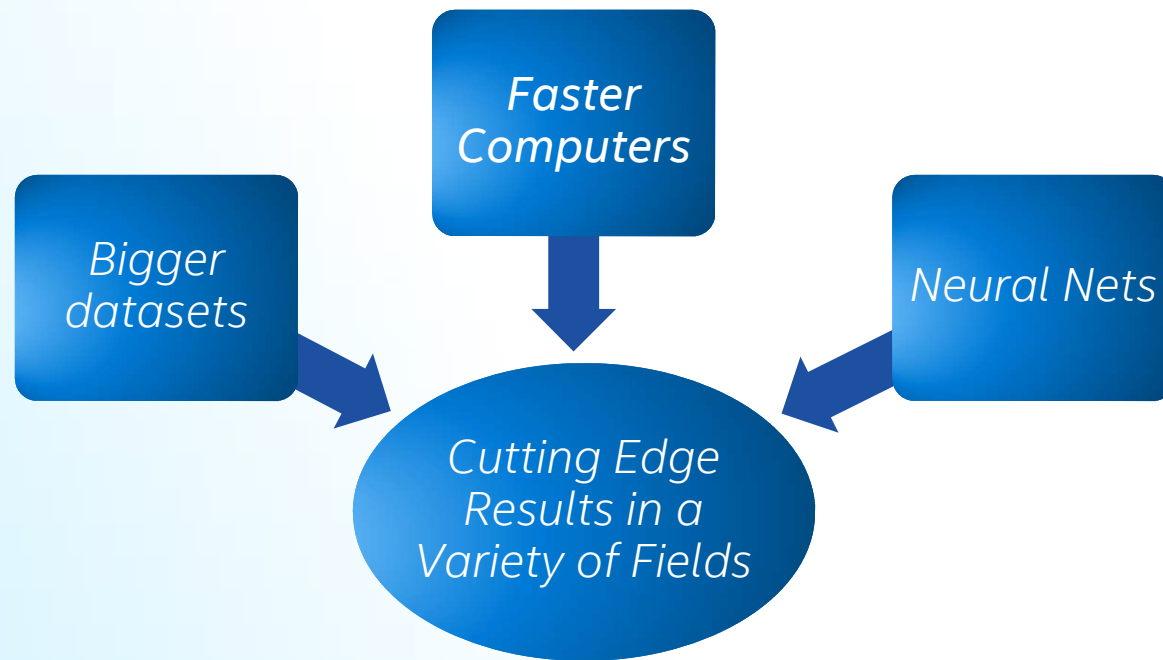 Faster
Computers
Bigger
datasets
Neural Nets
Cutting Edge
Results in a
Variety of Fields